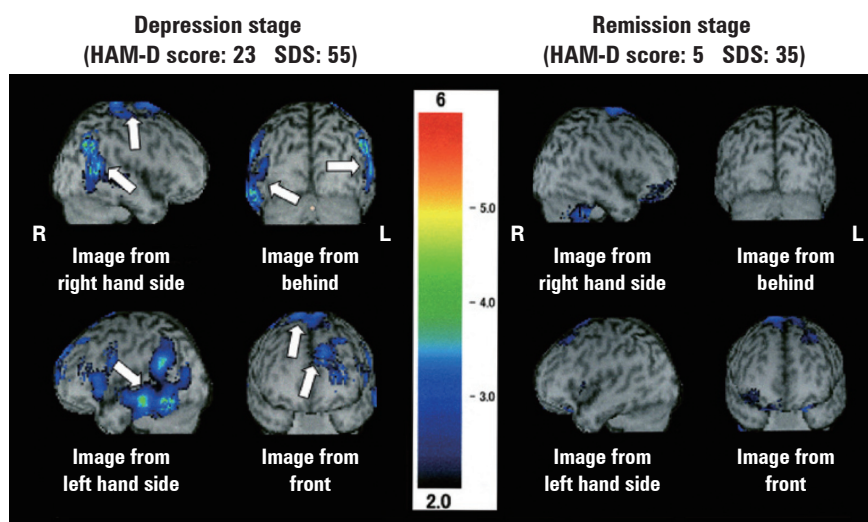 Depression stage
(HAM-D score: 23 SDS: 55)
Remission stage
(HAM-D score: 5 SDS: 35)
6
- 5.0
- 4.0
- 3.0
2.0
R
L
Image from
right hand side
Image from
behind
Image from
left hand side
Image from
front
R
L
Image from
right hand side
Image from
behind
Image from
left hand side
Image from
front